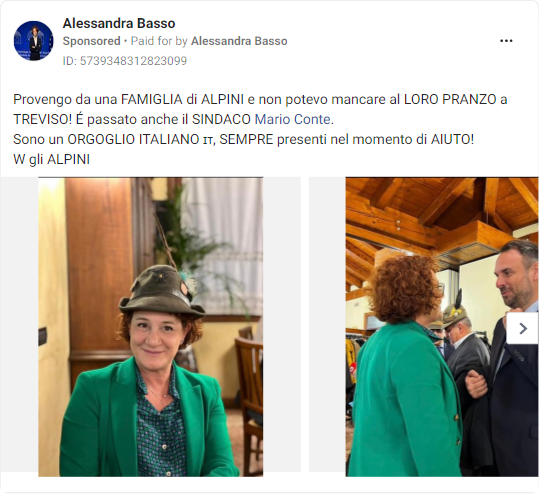 Alessandra Basso
Sponsored • Paid for by Alessandra Basso
ID: 5739348312823099
Provengo da una FAMIGLIA di ALPINI e non potevo mancare al LORO PRANZO a
TREVISO! É passato anche il SINDACO Mario Conte.
Sono un ORGOGLIO ITALIANO ɪᴛ, SEMPRE presenti nel momento di AIUTO!
W gli ALPINI